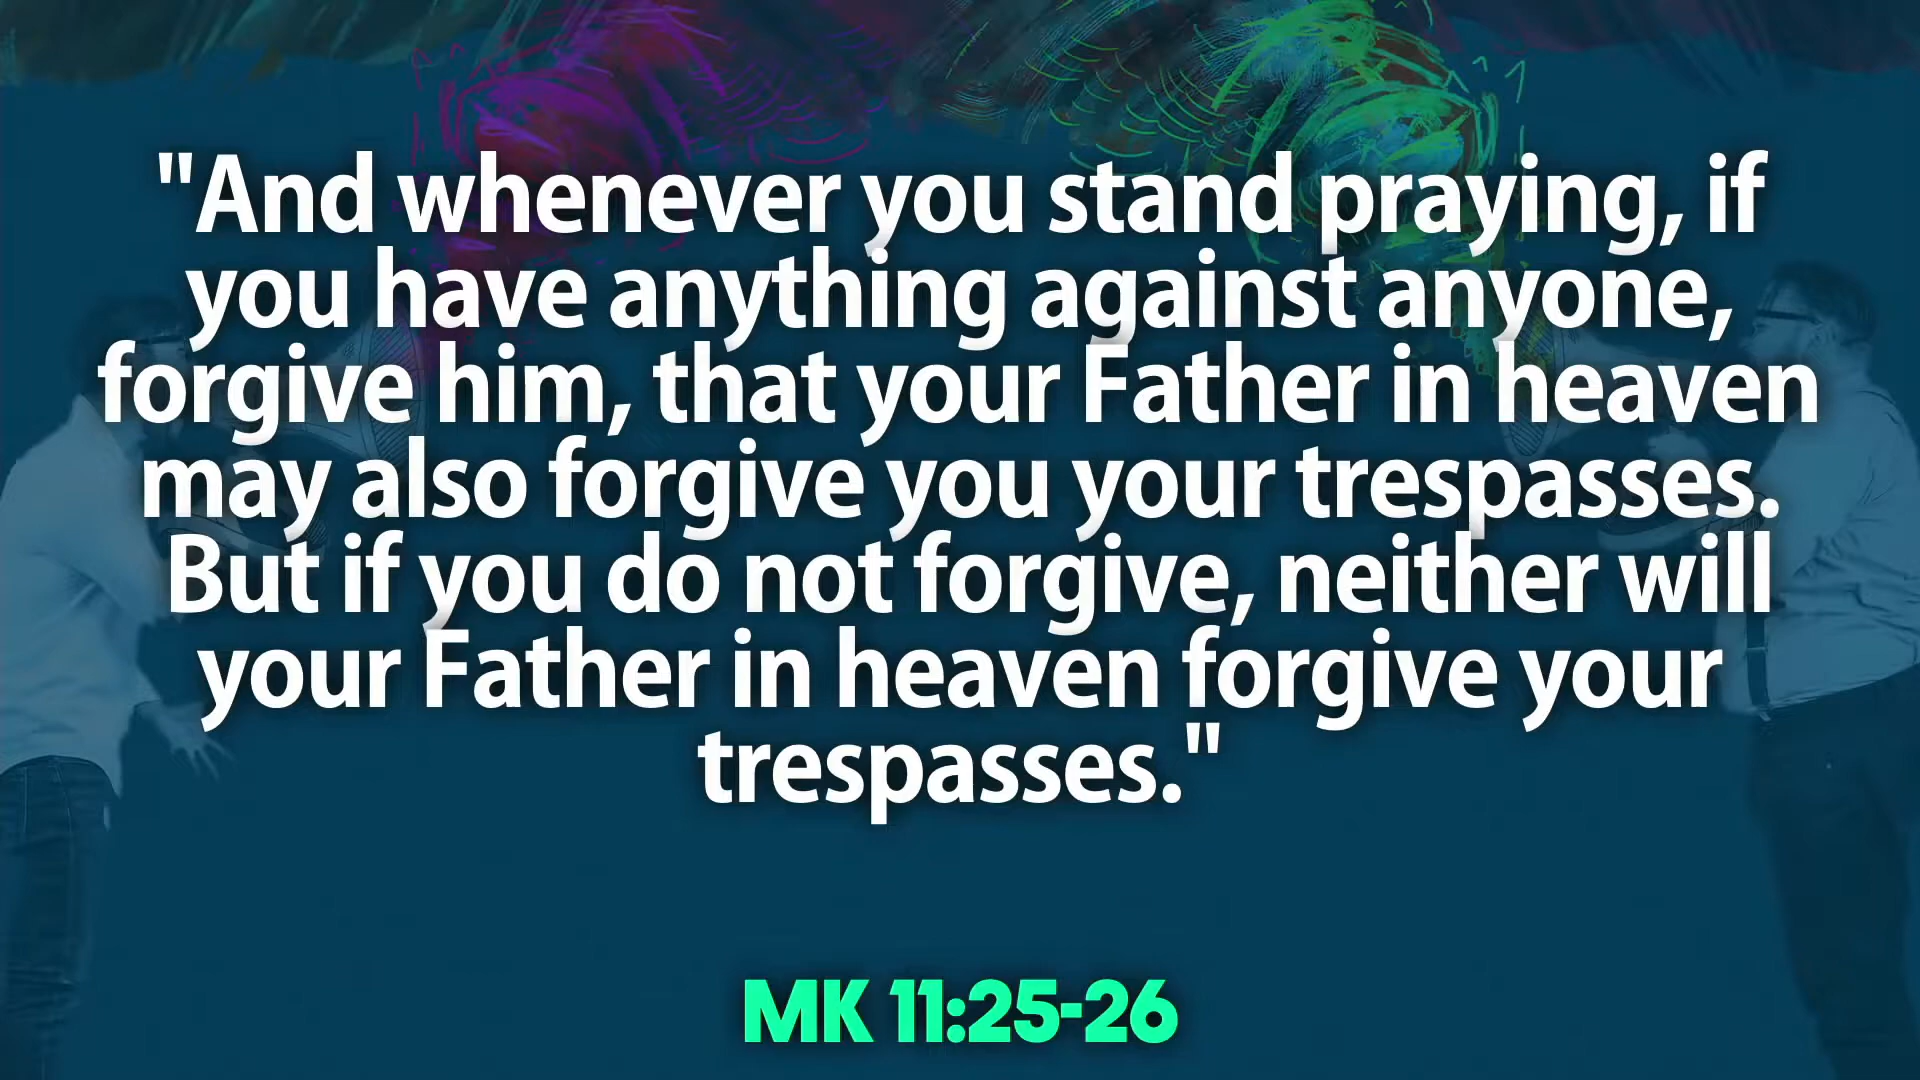 "And whenever you stand praying, if
you have anything against anyone,
forgive him, that your Father in heaven
may also forgive you your trespasses.
But if you do not forgive, neither will
your Father in heaven forgive your
trespasses."
MK 11:25-26